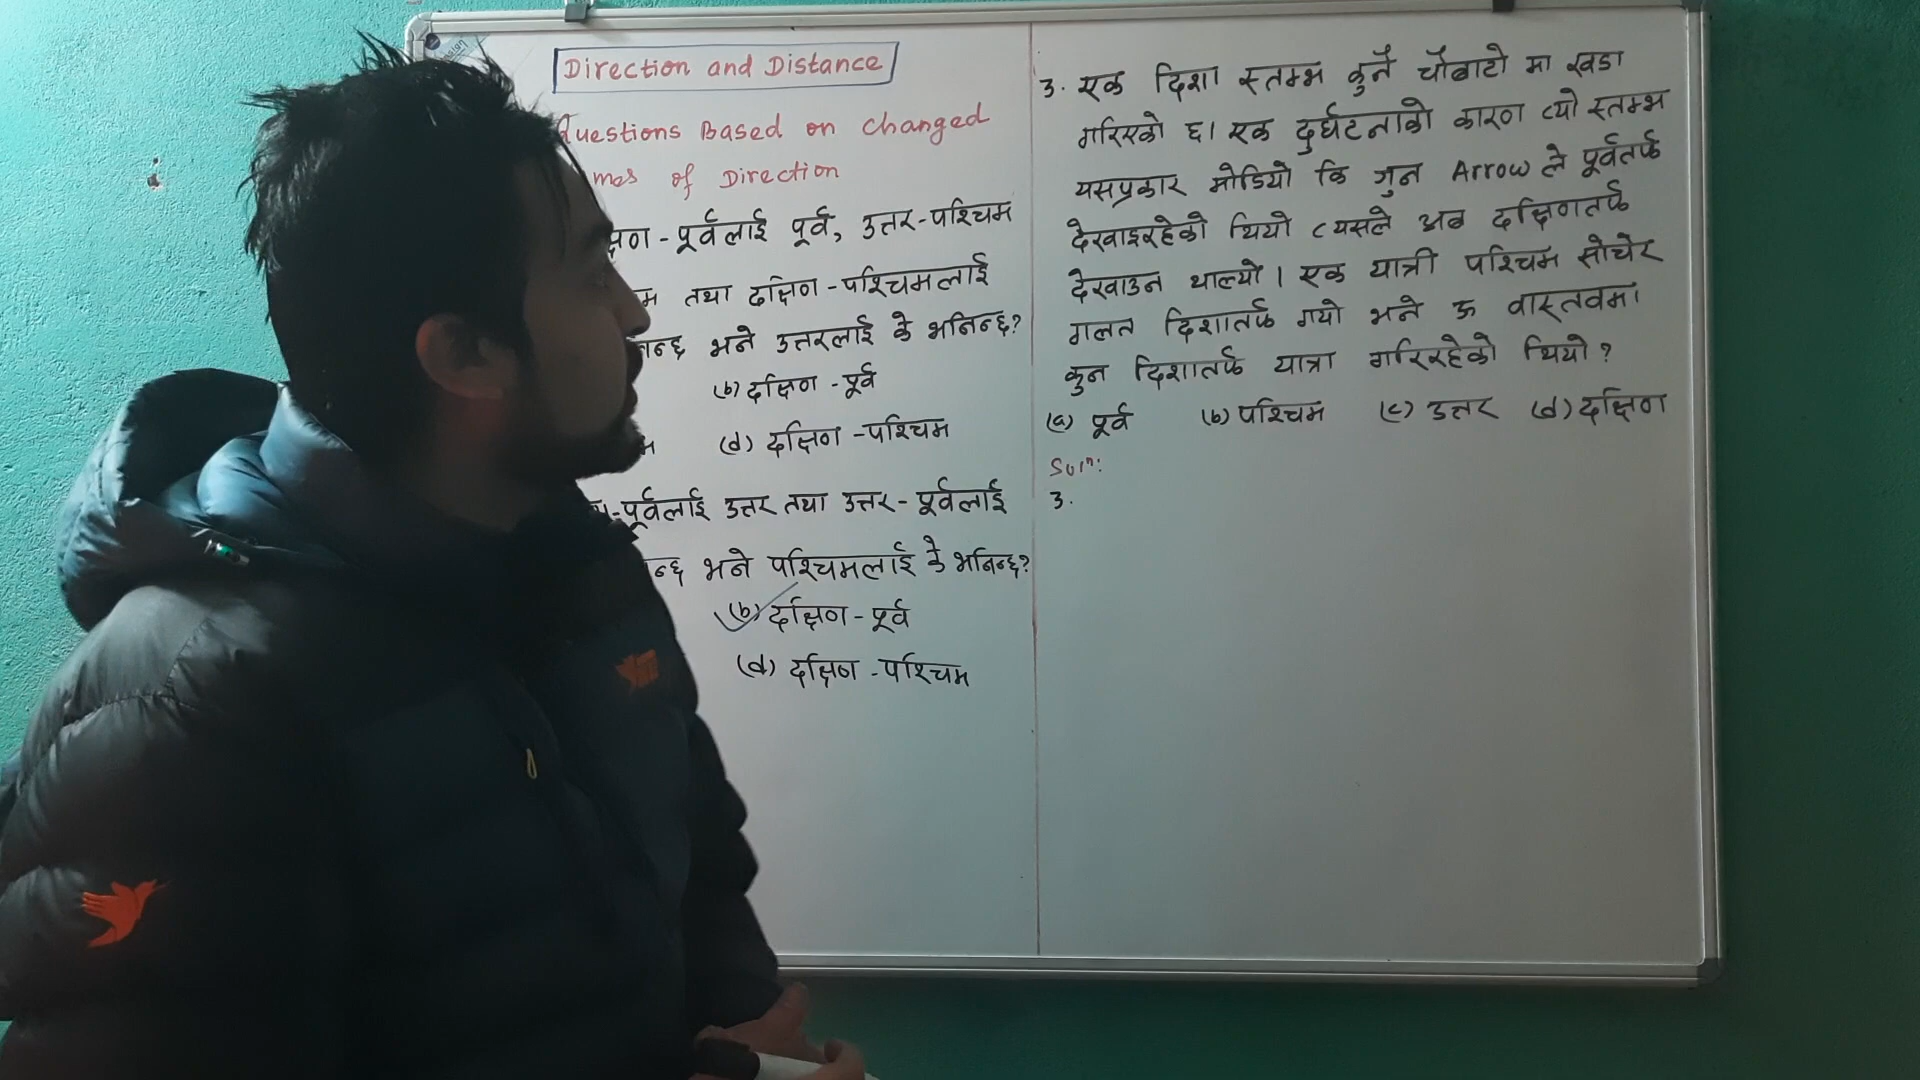 Direction and Distance
Questions Based on Changed
of Direction
पूर्वलाई पूर्व, उत्तर-पश्चिम
तथा दक्षिण-पश्चिमलाई
भने उत्तरलाई के भनिन्छ?
(b) दक्षिण-पूर्व
(d) दक्षिण-पश्चिम
-पूर्वलाई उत्तर तथा उत्तर-पूर्वलाई
भने पश्चिमलाई के भनिन्छ?
(b) दक्षिण-पूर्व
(d) दक्षिण-पश्चिम
3. एक दिशा स्तम्भ कुनै चौबाटो मा खडा
गरिएको छ। एक दुर्घटनाको कारण त्यो स्तम्भ
यसप्रकार मोडियो कि जुन Arrow ले पूर्वतर्फ
देखाइरहेको थियो त्यसले अब दक्षिणतर्फ
देखाउन थाल्यो। एक यात्री पश्चिम सोचेर
गलत दिशातर्फ गयो भने ऊ वास्तवमा
कुन दिशातर्फ यात्रा गरिरहेको थियो?
(a) पूर्व (b) पश्चिम (c) उत्तर (d) दक्षिण
Solⁿ:
3.